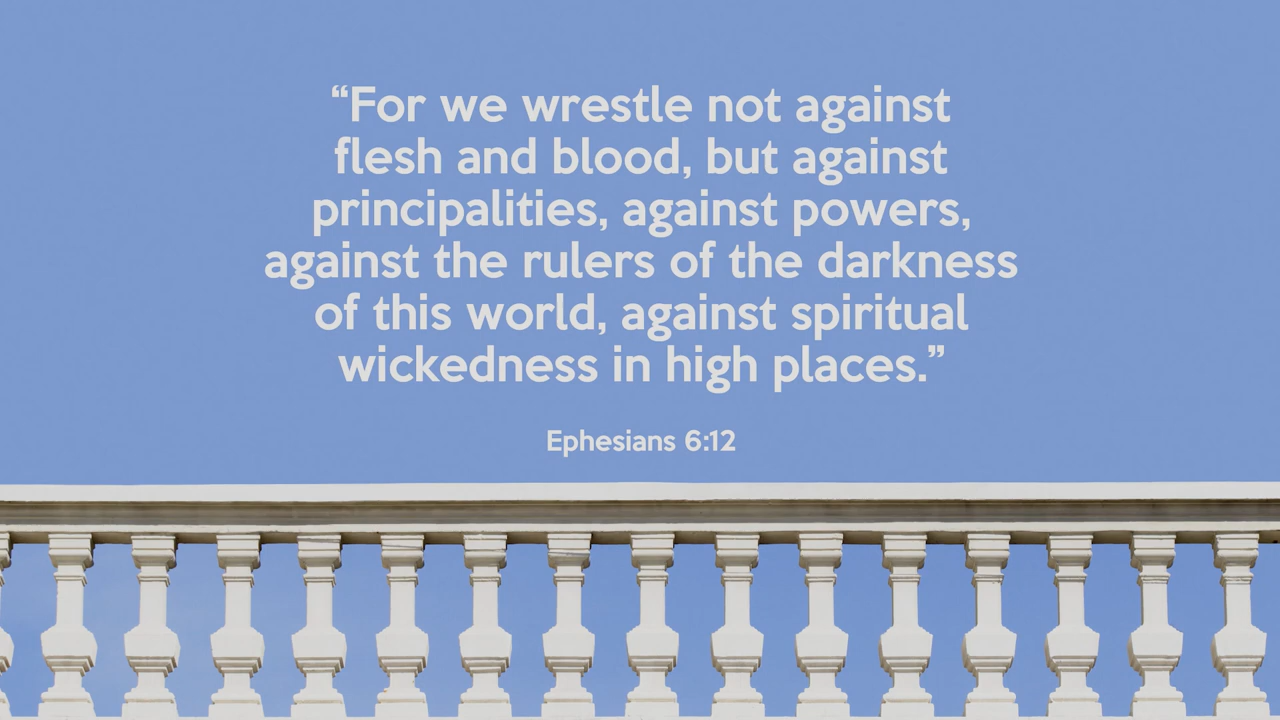 “For we wrestle not against
flesh and blood, but against
principalities, against powers,
against the rulers of the darkness
of this world, against spiritual
wickedness in high places.”
Ephesians 6:12